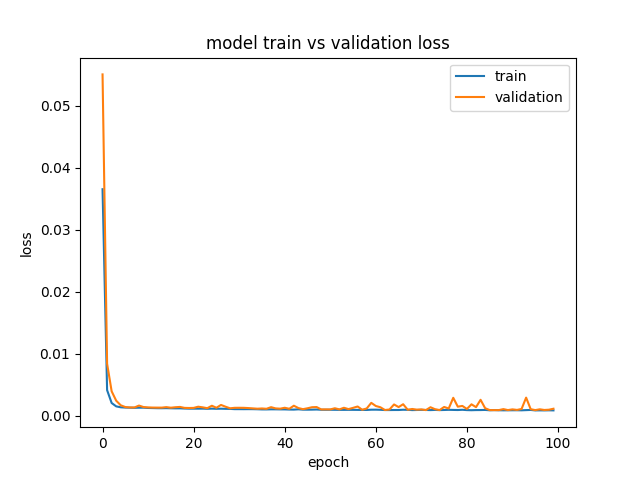 model train vs validation loss
train
validation
0.05
0.04
0.03
0.02
0.01
0.00
loss
0 20 40 60 80 100
epoch